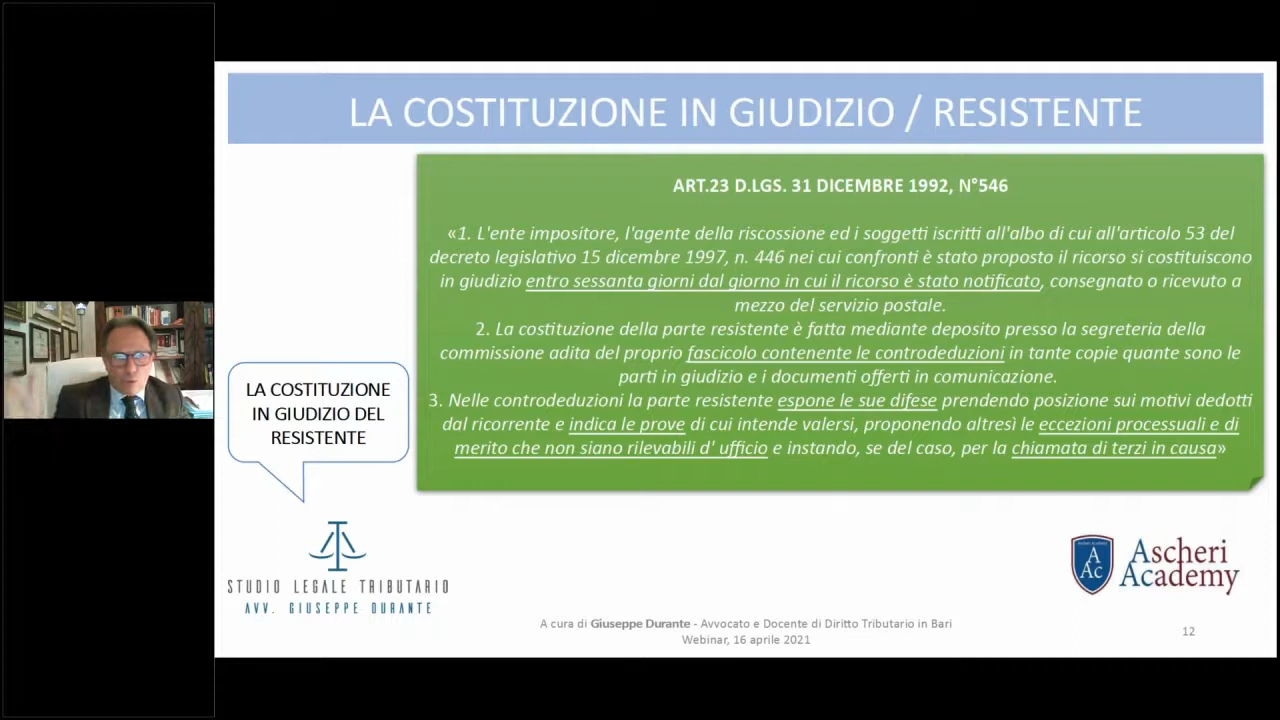 LA COSTITUZIONE IN GIUDIZIO / RESISTENTE
ART.23 D.LGS. 31 DICEMBRE 1992, N°546
«1. L'ente impositore, l'agente della riscossione ed i soggetti iscritti all'albo di cui all'articolo 53 del
decreto legislativo 15 dicembre 1997, n. 446 nei cui confronti è stato proposto il ricorso si costituiscono
in giudizio entro sessanta giorni dal giorno in cui il ricorso è stato notificato, consegnato o ricevuto a
mezzo del servizio postale.
2. La costituzione della parte resistente è fatta mediante deposito presso la segreteria della
commissione adita del proprio fascicolo contenente le controdeduzioni in tante copie quante sono le
parti in giudizio e i documenti offerti in comunicazione.
3. Nelle controdeduzioni la parte resistente espone le sue difese prendendo posizione sui motivi dedotti
dal ricorrente e indica le prove di cui intende valersi, proponendo altresì le eccezioni processuali e di
merito che non siano rilevabili d' ufficio e instando, se del caso, per la chiamata di terzi in causa»
LA COSTITUZIONE
IN GIUDIZIO DEL
RESISTENTE
STUDIO LEGALE TRIBUTARIO
AVV. GIUSEPPE DURANTE
A
Ac
Ascheri
Academy
A cura di Giuseppe Durante - Avvocato e Docente di Diritto Tributario in Bari
Webinar, 16 aprile 2021
12